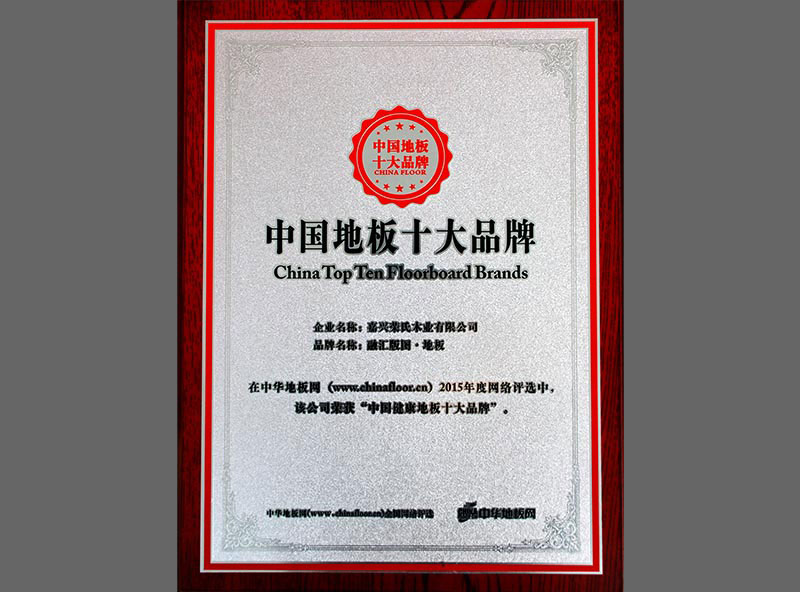 中国地板
十大品牌
CHINA FLOOR
中国地板十大品牌
China Top Ten Floorboard Brands
企业名称：嘉兴荣氏木业有限公司
品牌名称：融汇版图·地板
在中华地板网（www.chinafloor.cn）2015年度网络评选中，
该公司荣获“中国健康地板十大品牌”。
中华地板网(www.chinafloor.cn)全国网络评选
中华地板网